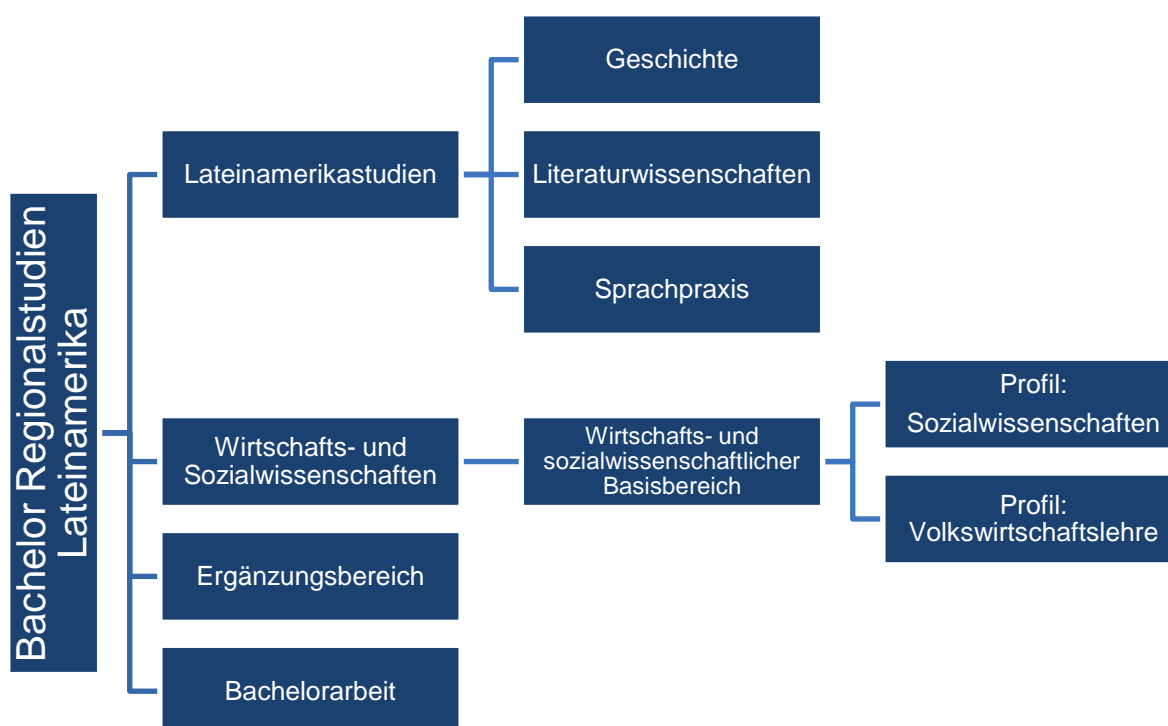 Bachelor Regionalstudien
Lateinamerika
Lateinamerikastudien
Geschichte
Literaturwissenschaften
Sprachpraxis
Wirtschafts- und
Sozialwissenschaften
Wirtschafts- und
sozialwissenschaftlicher
Basisbereich
Profil:
Sozialwissenschaften
Profil:
Volkswirtschaftslehre
Ergänzungsbereich
Bachelorarbeit